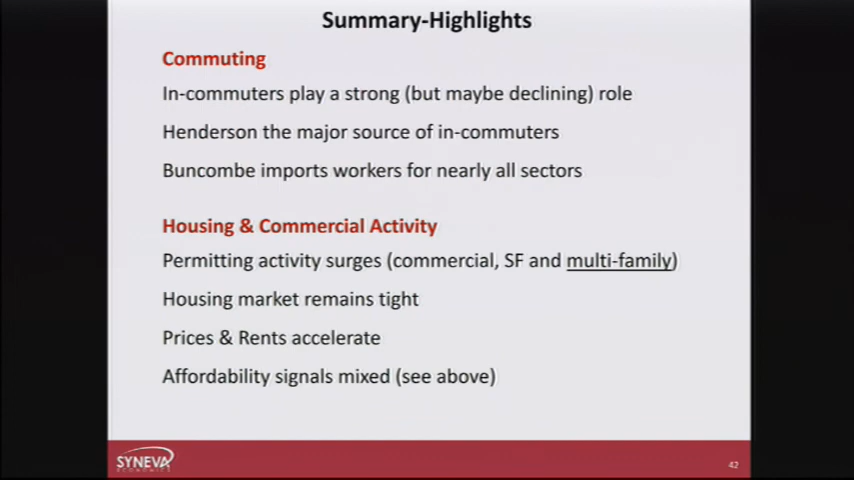 Summary-Highlights
Commuting
In-commuters play a strong (but maybe declining) role
Henderson the major source of in-commuters
Buncombe imports workers for nearly all sectors
Housing & Commercial Activity
Permitting activity surges (commercial, SF and multi-family)
Housing market remains tight
Prices & Rents accelerate
Affordability signals mixed (see above)
SYNEVA
ECONOMICS
42